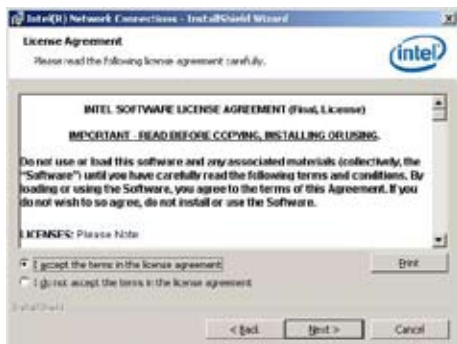 Intel(R) Network Connections - InstallShield Wizard
License Agreement
Please read the following license agreement carefully.
intel
INTEL SOFTWARE LICENSE AGREEMENT (Final, License)
IMPORTANT - READ BEFORE COPYING, INSTALLING OR USING.
Do not use or load this software and any associated materials (collectively, the
"Software") until you have carefully read the following terms and conditions. By
loading or using the Software, you agree to the terms of this Agreement. If you
do not wish to so agree, do not install or use the Software.
LICENSES: Please Note
I accept the terms in the license agreement
Print
I do not accept the terms in the license agreement
InstallShield
< Back
Next >
Cancel